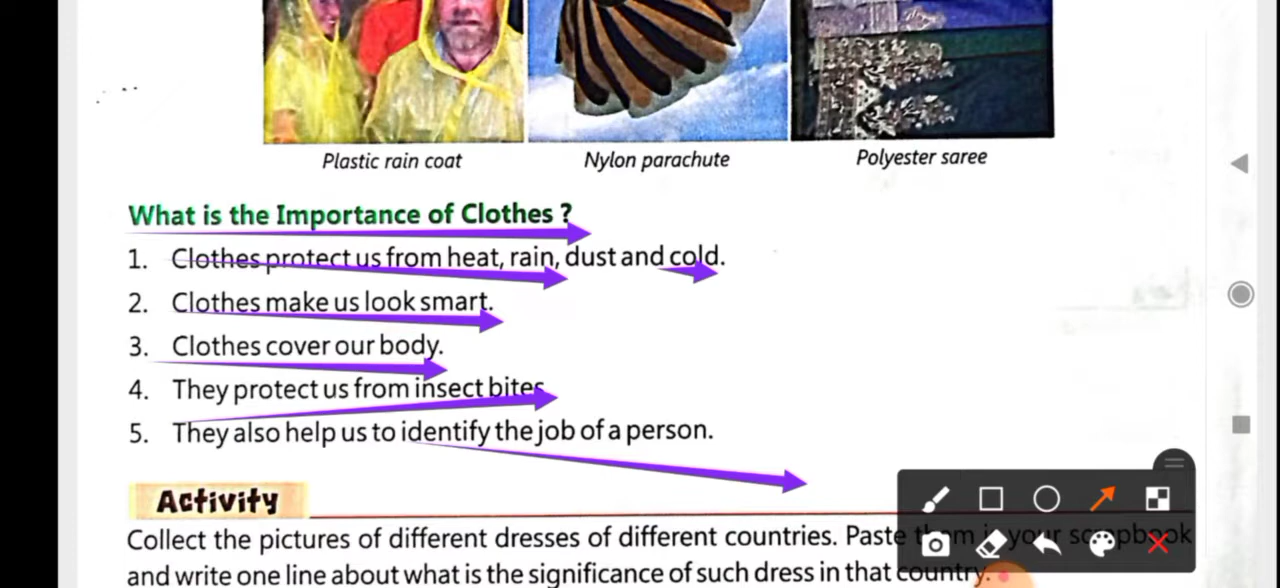 Plastic rain coat Nylon parachute Polyester saree
What is the Importance of Clothes ?
1. Clothes protect us from heat, rain, dust and cold.
2. Clothes make us look smart.
3. Clothes cover our body.
4. They protect us from insect bites.
5. They also help us to identify the job of a person.
Activity
Collect the pictures of different dresses of different countries. Paste them in your scrapbook
and write one line about what is the significance of such dress in that country.